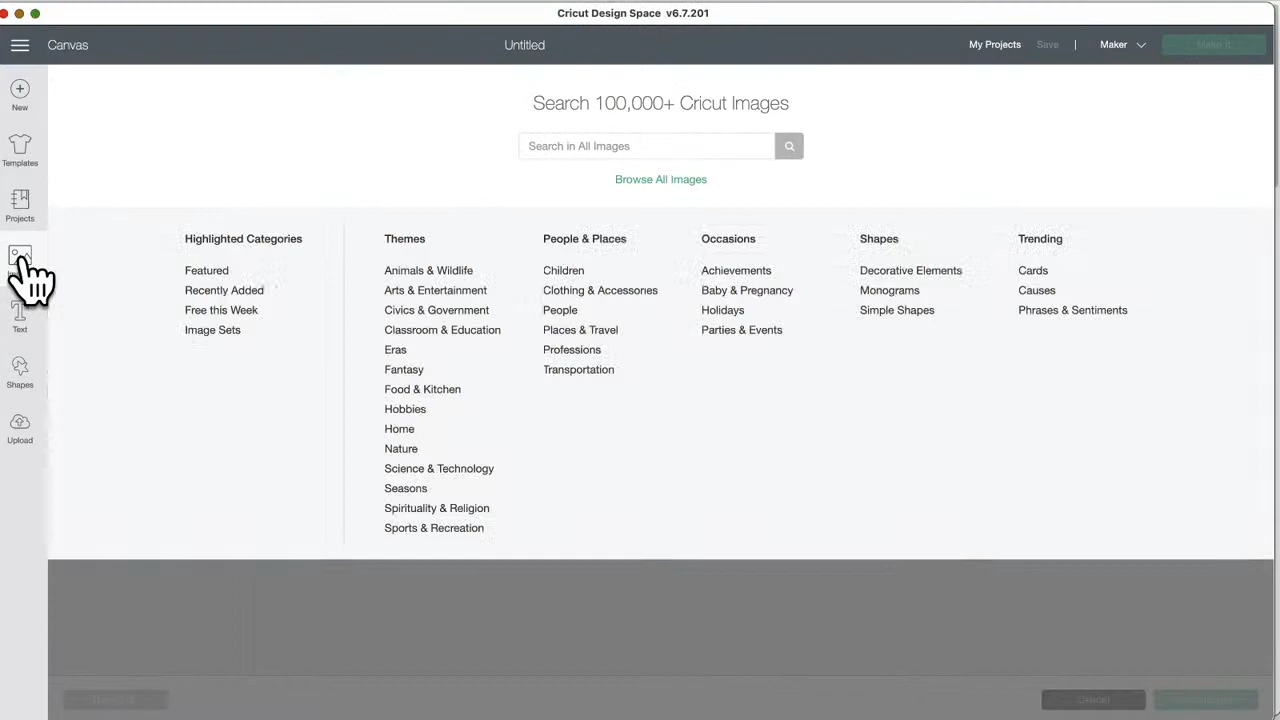 Cricut Design Space v6.7.201
Canvas
Untitled
My Projects
Save
|
Maker
Make It
New
Templates
Projects
Text
Shapes
Upload
Search 100,000+ Cricut Images
Search in All Images
Browse All Images
Highlighted Categories
Featured
Recently Added
Free this Week
Image Sets
Themes
Animals & Wildlife
Arts & Entertainment
Civics & Government
Classroom & Education
Eras
Fantasy
Food & Kitchen
Hobbies
Home
Nature
Science & Technology
Seasons
Spirituality & Religion
Sports & Recreation
People & Places
Children
Clothing & Accessories
People
Places & Travel
Professions
Transportation
Occasions
Achievements
Baby & Pregnancy
Holidays
Parties & Events
Shapes
Decorative Elements
Monograms
Simple Shapes
Trending
Cards
Causes
Phrases & Sentiments
Cancel